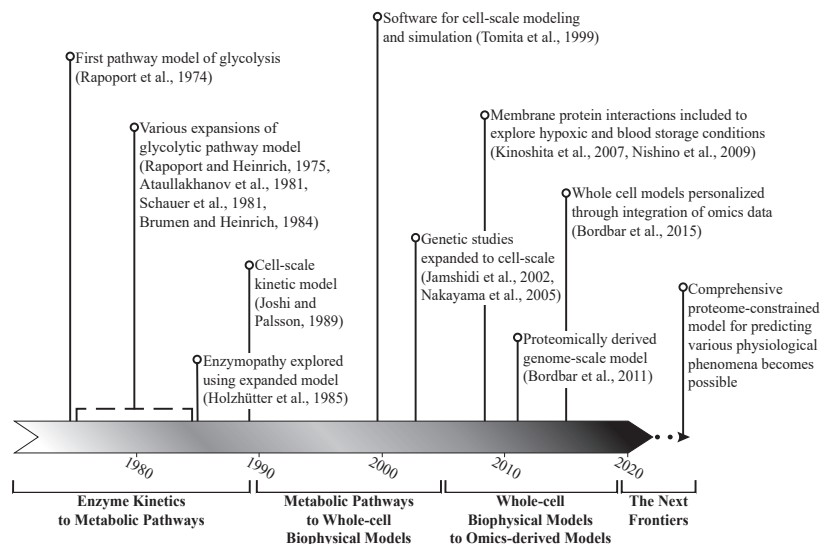 Software for cell-scale modeling
and simulation (Tomita et al., 1999)
First pathway model of glycolysis
(Rapoport et al., 1974)
Membrane protein interactions included to
explore hypoxic and blood storage conditions
(Kinoshita et al., 2007, Nishino et al., 2009)
Various expansions of
glycolytic pathway model
(Rapoport and Heinrich, 1975,
Ataullakhanov et al., 1981,
Schauer et al., 1981,
Brumen and Heinrich, 1984)
Whole cell models personalized
through integration of omics data
(Bordbar et al., 2015)
Genetic studies
expanded to cell-scale
(Jamshidi et al., 2002,
Nakayama et al., 2005)
Cell-scale
kinetic model
(Joshi and
Palsson, 1989)
Comprehensive
proteome-constrained
model for predicting
various physiological
phenomena becomes
possible
Proteomically derived
genome-scale model
(Bordbar et al., 2011)
Enzymopathy explored
using expanded model
(Holzhütter et al., 1985)
1980
1990
2000
2010
2020
Enzyme Kinetics
to Metabolic Pathways
Metabolic Pathways
to Whole-cell
Biophysical Models
Whole-cell
Biophysical Models
to Omics-derived Models
The Next
Frontiers